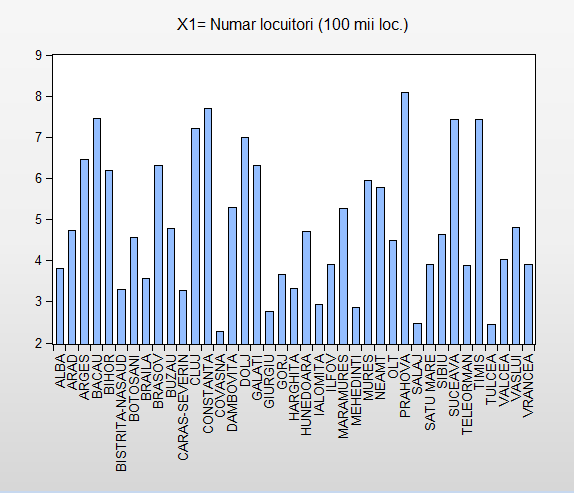 X1= Numar locuitori (100 mii loc.)
9
8
7
6
5
4
3
2
ALBA
ARAD
ARGES
BACAU
BIHOR
BISTRITA-NASAUD
BOTOSANI
BRAILA
BRASOV
BUZAU
CARAS-SEVERIN
CLUJ
CONSTANTA
COVASNA
DAMBOVITA
DOLJ
GALATI
GIURGIU
GORJ
HARGHITA
HUNEDOARA
IALOMITA
ILFOV
MARAMURES
MEHEDINTI
MURES
NEAMT
OLT
PRAHOVA
SALAJ
SATU MARE
SIBIU
SUCEAVA
TELEORMAN
TIMIS
TULCEA
VALCEA
VASLUI
VRANCEA